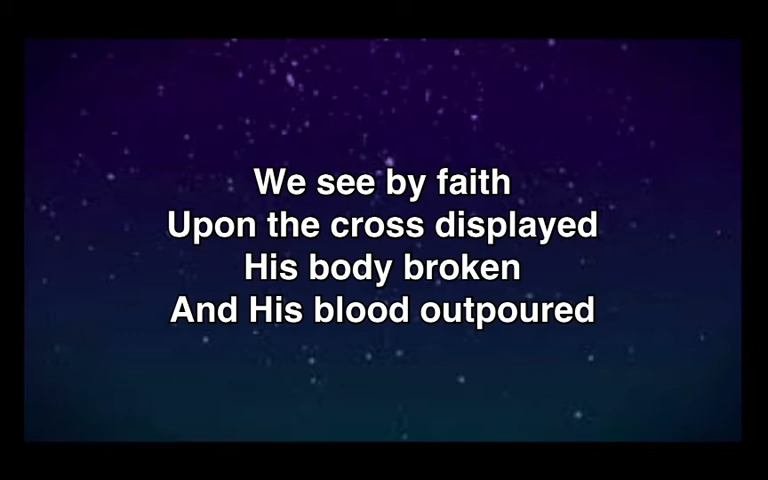 We see by faith
Upon the cross displayed
His body broken
And His blood outpoured